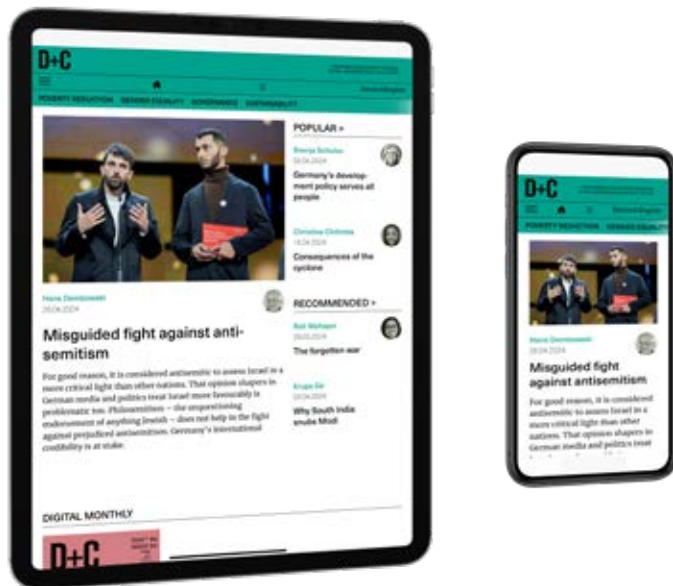 D+C
POVERTY REDUCTION GENDER EQUALITY GOVERNANCE SUSTAINABILITY
Hans Dembowski
Misguided fight against anti-
semitism
For good reason, it is considered antisemitic to assess Israel in a
more critical light than other nations. That opinion shapers in
German media and politics treat Israel more favourably is
problematic too. Philosemitism – the unquestioning
endorsement of anything Jewish – does not help in the fight
against prejudiced antisemitism. Germany's international
credibility is at stake.
POPULAR >
Svenja Schulze
Germany's develop-
ment policy serves all
people
Consequences of the
cyclone
RECOMMENDED >
The forgotten war
Why South India
snubs Modi
DIGITAL MONTHLY
D+C
D+C
POVERTY REDUCTION GENDER EQUALITY
Hans Dembowski
Misguided fight
against antisemitism
For good reason, it is considered
antisemitic to assess Israel in a
more critical light than other
nations. That opinion shapers in
German media and politics treat